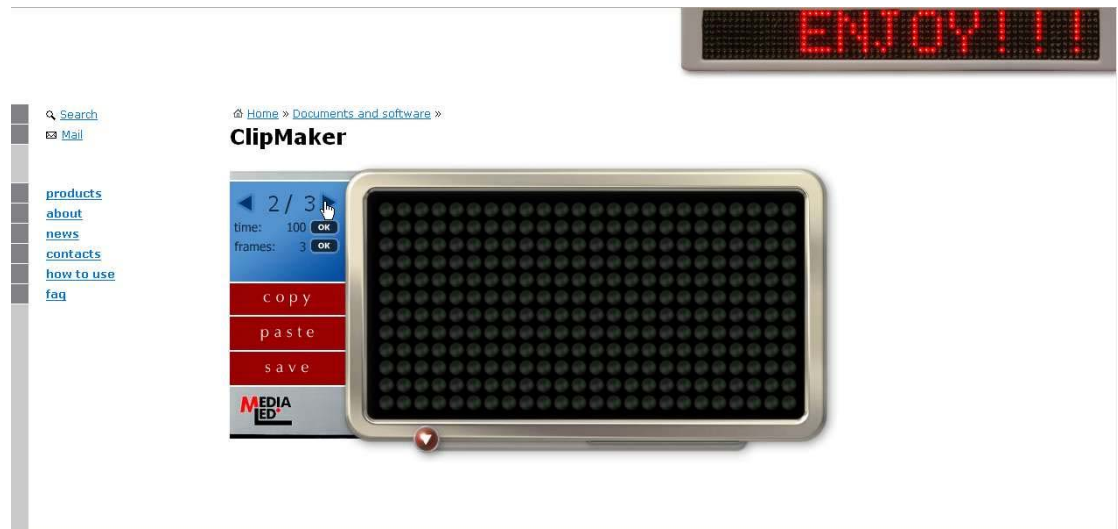 ENJOY!!!
Search
Mail
Home » Documents and software »
ClipMaker
products
about
news
contacts
how to use
faq
2/ 3
time: 100 OK
frames: 3 OK
copy
paste
save
MEDIA
LED